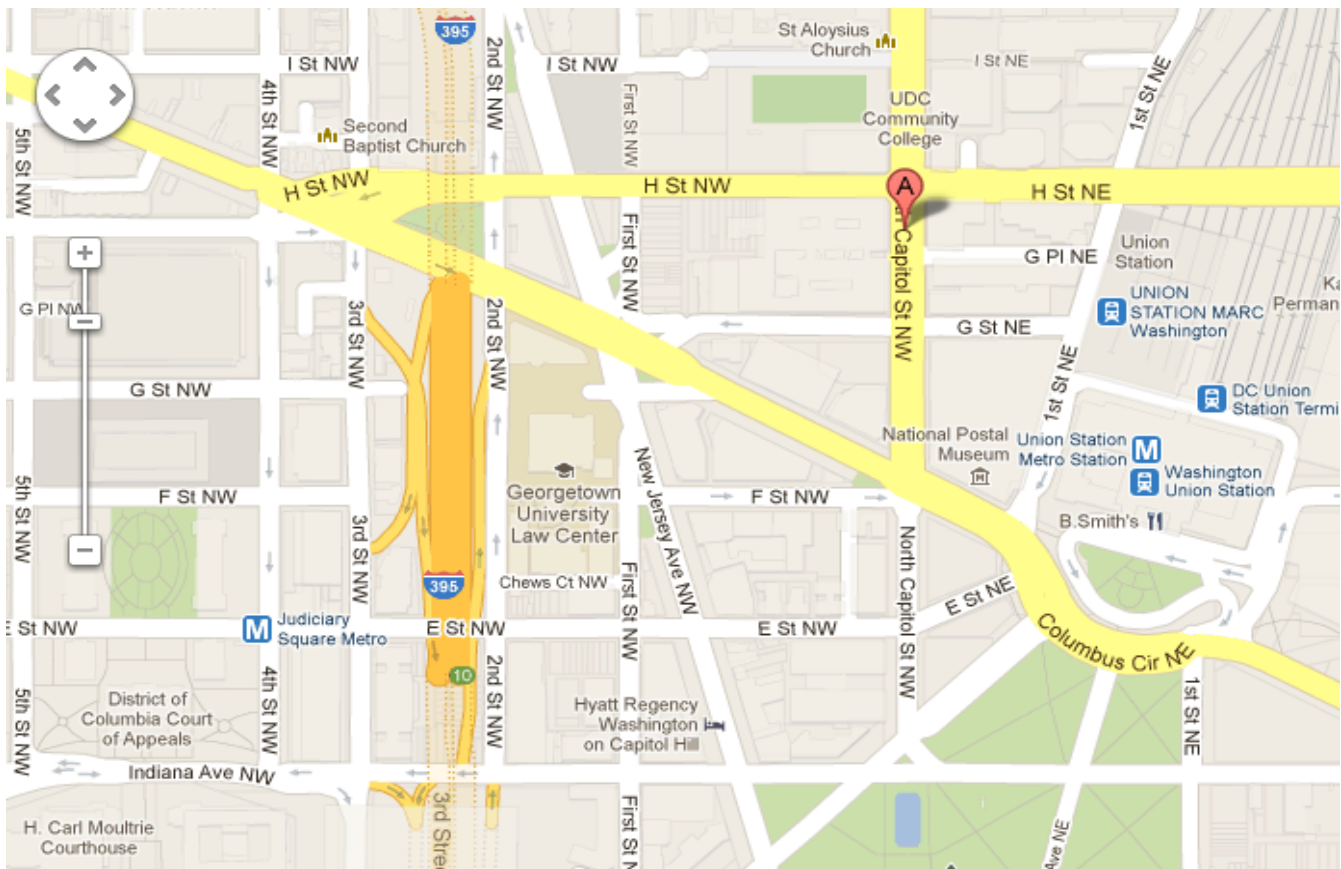 395
St Aloysius
Church
I St NW
I St NW
I St NE
2nd St NW
4th St NW
First St NW
1st St NE
UDC
Community
College
5th St NW
Second
Baptist Church
H St NW
H St NW
A
H St NE
Capitol St NW
First St NW
G Pl NE
Union
Station
G Pl NW
3rd St NW
2nd St NW
UNION
STATION MARC
Washington
G St NE
1st St NE
G St NW
DC Union
National Postal
Museum
Union Station
Metro Station
M
Washington
Union Station
New Jersey Ave NW
Georgetown
University
Law Center
F St NW
F St NW
5th St NW
3rd St NW
B.Smith's
North Capitol St NW
395
Chews Ct NW
First St NW
E St NE
M
Judiciary
Square Metro
E St NW
E St NW
E St NW
Columbus Cir NE
10
2nd St NW
4th St NW
5th St NW
1st St NE
District of
Columbia Court
of Appeals
Hyatt Regency
Washington
on Capitol Hill
Indiana Ave NW
3rd
First St N
H. Carl Moultrie
Courthouse
Ave NE